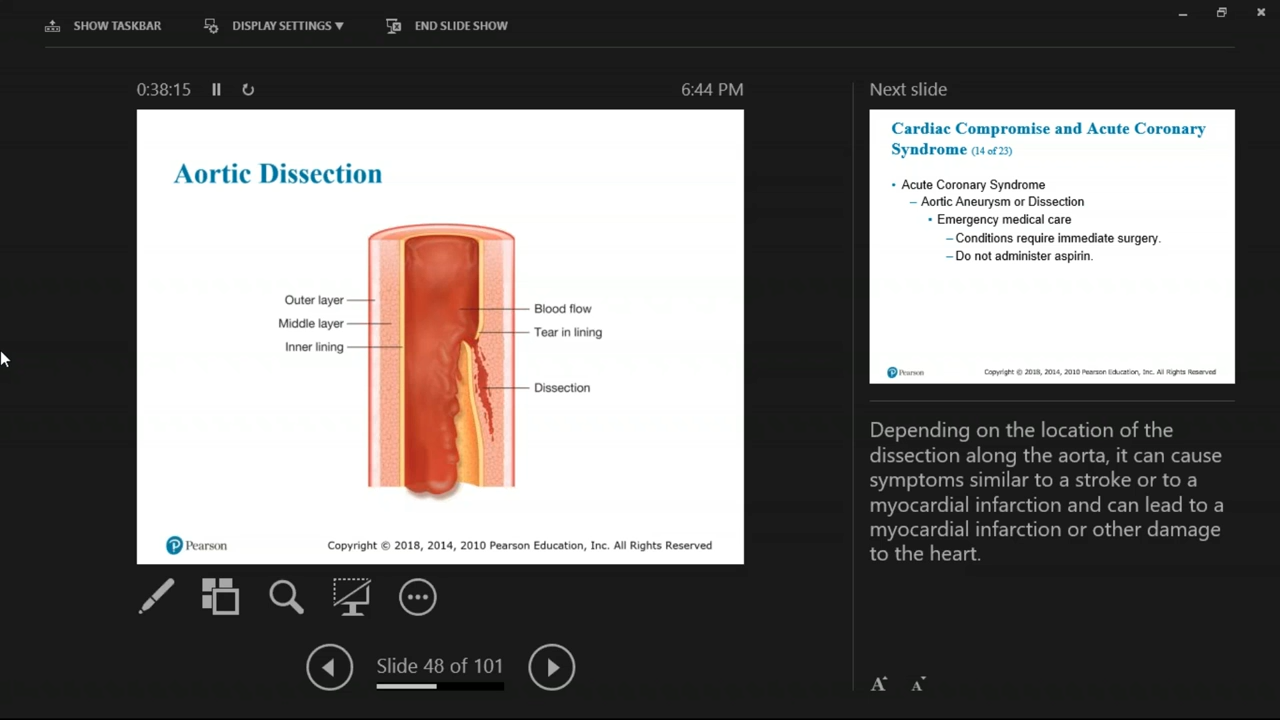 SHOW TASKBAR
DISPLAY SETTINGS ▼
END SLIDE SHOW
0:38:15
6:44 PM
Aortic Dissection
Outer layer
Middle layer
Inner lining
Blood flow
Tear in lining
Dissection
Pearson
Copyright © 2018, 2014, 2010 Pearson Education, Inc. All Rights Reserved
Slide 48 of 101
Next slide
Cardiac Compromise and Acute Coronary
Syndrome (14 of 23)
• Acute Coronary Syndrome
– Aortic Aneurysm or Dissection
• Emergency medical care
– Conditions require immediate surgery.
– Do not administer aspirin.
Pearson
Copyright © 2018, 2014, 2010 Pearson Education, Inc. All Rights Reserved
Depending on the location of the
dissection along the aorta, it can cause
symptoms similar to a stroke or to a
myocardial infarction and can lead to a
myocardial infarction or other damage
to the heart.
A A